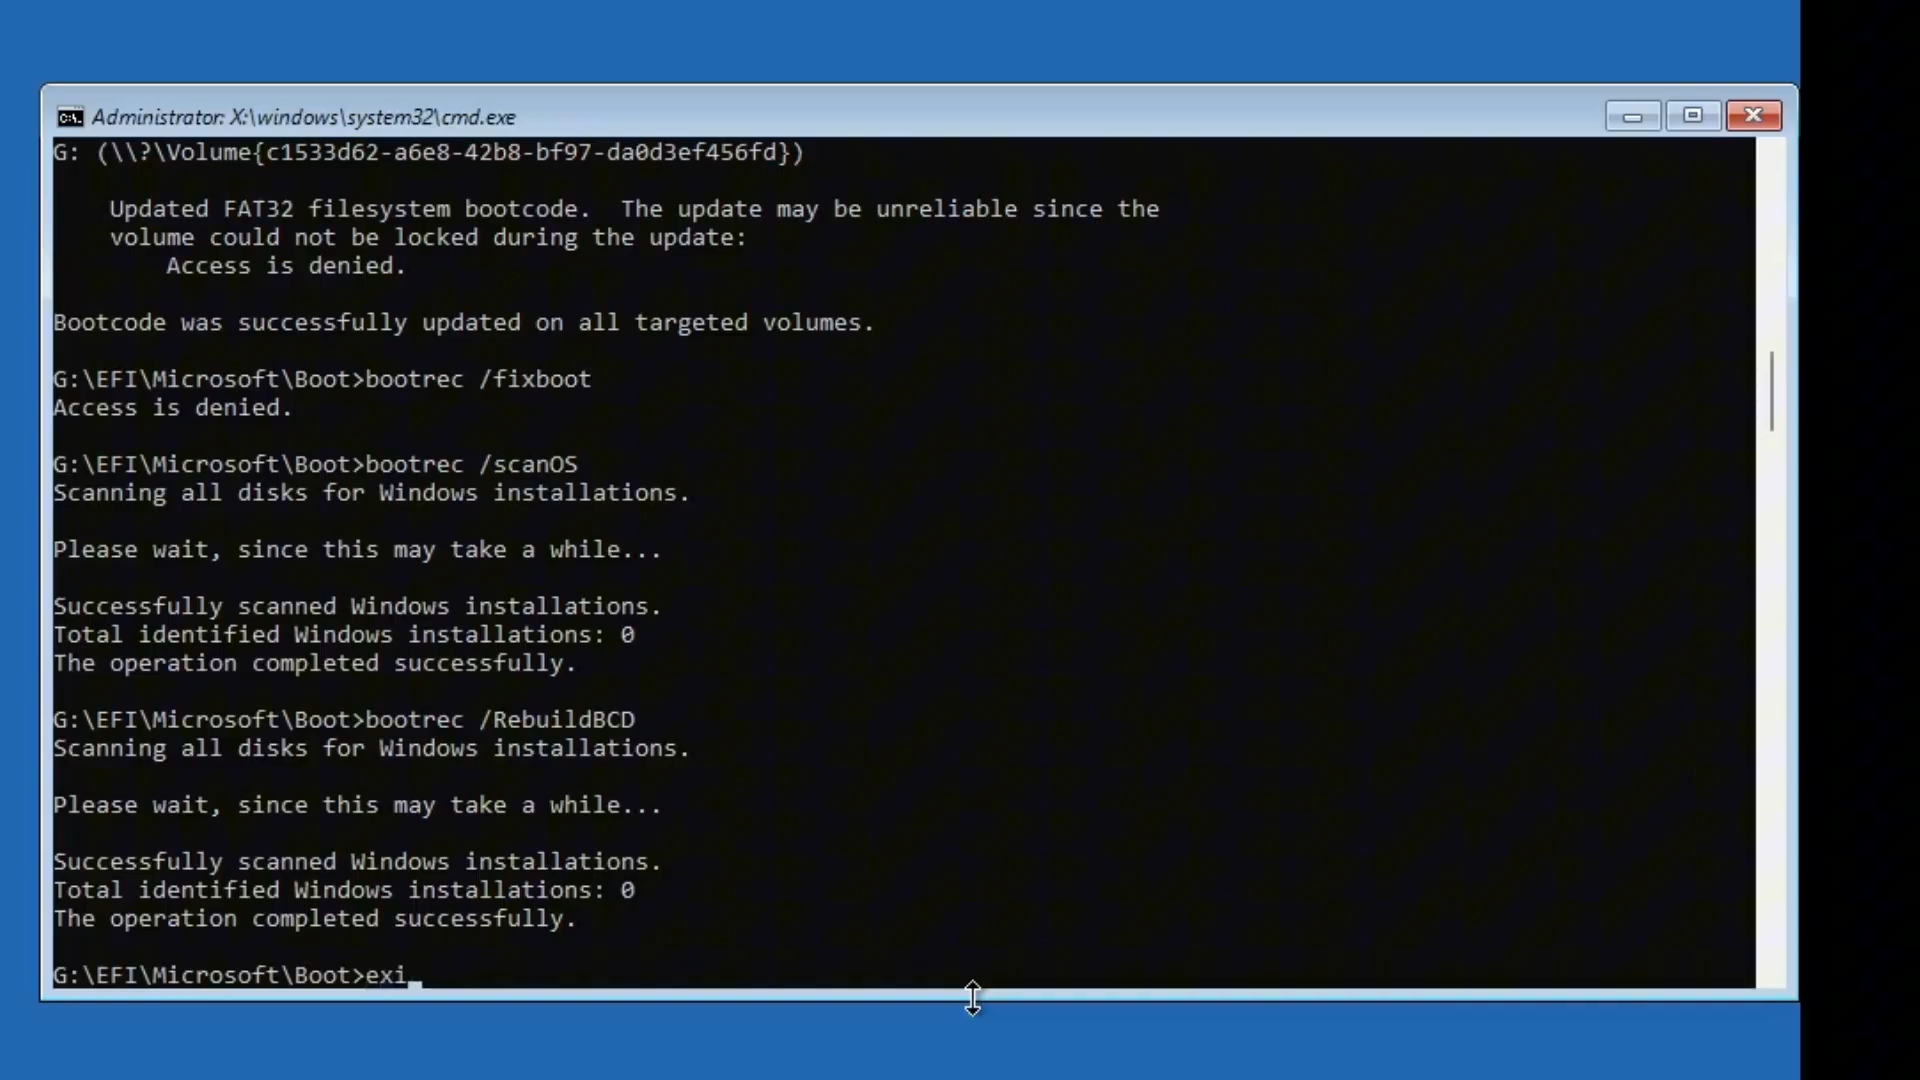 Administrator: X:\windows\system32\cmd.exe
G: (\\?\Volume{c1533d62-a6e8-42b8-bf97-da0d3ef456fd})
Updated FAT32 filesystem bootcode.  The update may be unreliable since the
volume could not be locked during the update:
Access is denied.
Bootcode was successfully updated on all targeted volumes.
G:\EFI\Microsoft\Boot>bootrec /fixboot
Access is denied.
G:\EFI\Microsoft\Boot>bootrec /scanOS
Scanning all disks for Windows installations.
Please wait, since this may take a while...
Successfully scanned Windows installations.
Total identified Windows installations: 0
The operation completed successfully.
G:\EFI\Microsoft\Boot>bootrec /RebuildBCD
Scanning all disks for Windows installations.
Please wait, since this may take a while...
Successfully scanned Windows installations.
Total identified Windows installations: 0
The operation completed successfully.
G:\EFI\Microsoft\Boot>exi